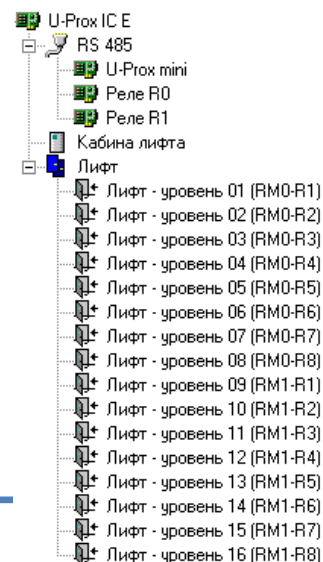 U-Prox IC E
RS 485
U-Prox mini
Реле R0
Реле R1
Кабина лифта
Лифт
Лифт - уровень 01 (RM0-R1)
Лифт - уровень 02 (RM0-R2)
Лифт - уровень 03 (RM0-R3)
Лифт - уровень 04 (RM0-R4)
Лифт - уровень 05 (RM0-R5)
Лифт - уровень 06 (RM0-R6)
Лифт - уровень 07 (RM0-R7)
Лифт - уровень 08 (RM0-R8)
Лифт - уровень 09 (RM1-R1)
Лифт - уровень 10 (RM1-R2)
Лифт - уровень 11 (RM1-R3)
Лифт - уровень 12 (RM1-R4)
Лифт - уровень 13 (RM1-R5)
Лифт - уровень 14 (RM1-R6)
Лифт - уровень 15 (RM1-R7)
Лифт - уровень 16 (RM1-R8)